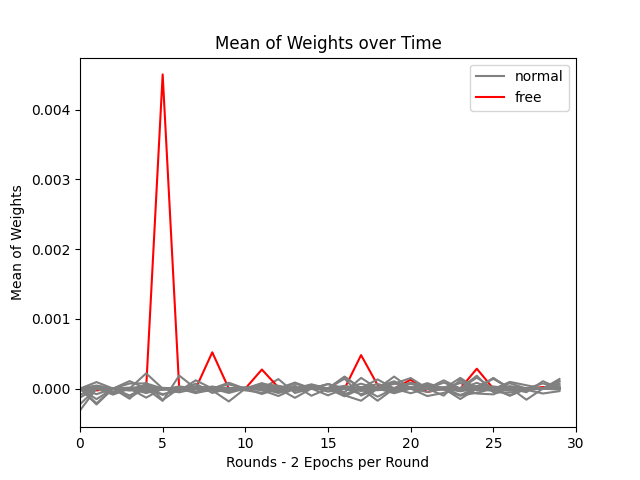 Mean of Weights over Time
normal
free
Mean of Weights
0.004
0.003
0.002
0.001
0.000
0
5
10
15
20
25
30
Rounds - 2 Epochs per Round